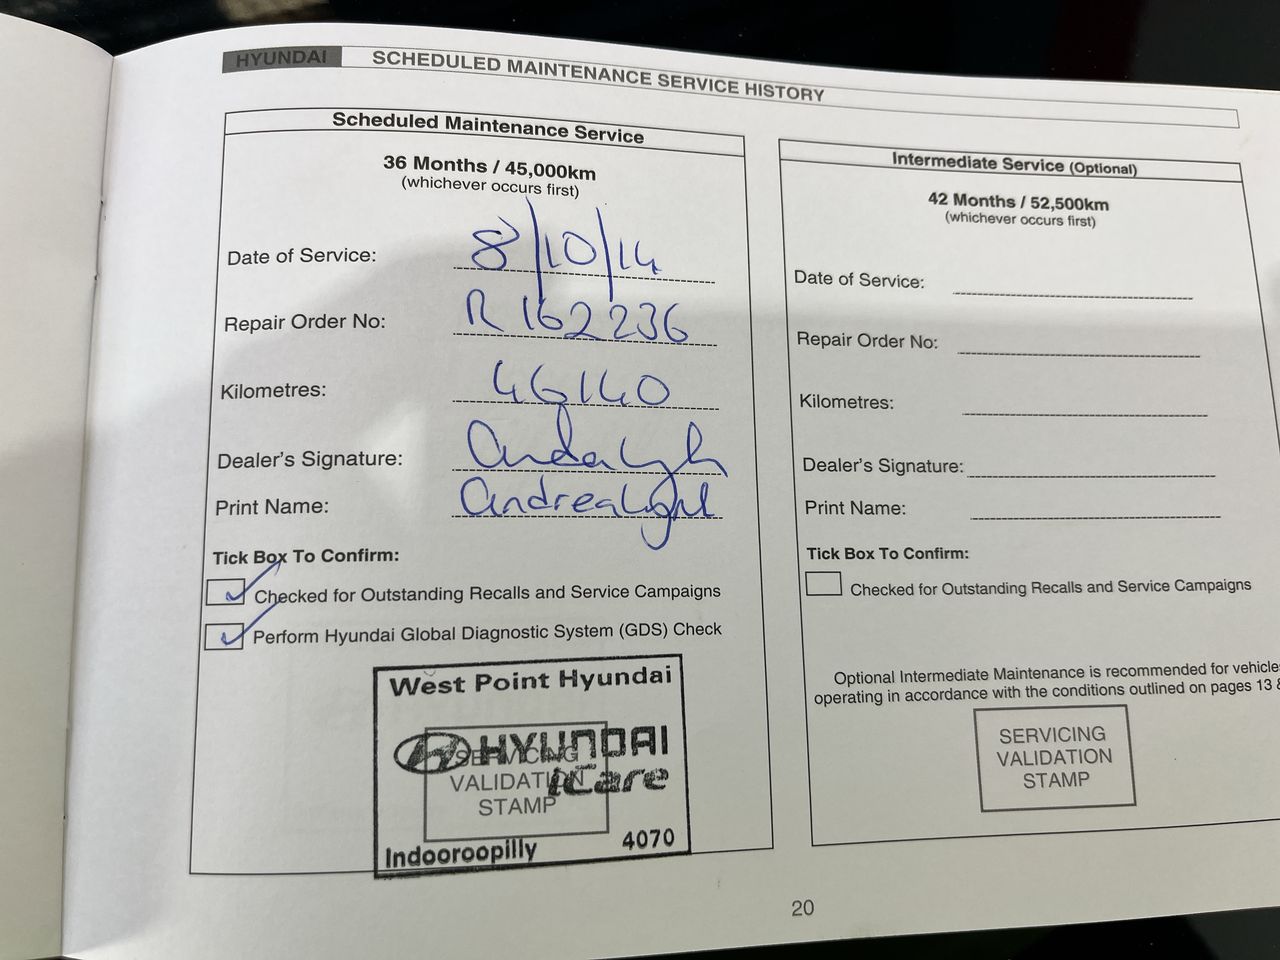 HYUNDAI SCHEDULED MAINTENANCE SERVICE HISTORY
Scheduled Maintenance Service
36 Months / 45,000km
(whichever occurs first)
Date of Service: 8/10/14
Repair Order No: R162236
Kilometres: 46140
Dealer's Signature:
Print Name: Andrea
Tick Box To Confirm:
Checked for Outstanding Recalls and Service Campaigns
Perform Hyundai Global Diagnostic System (GDS) Check
West Point Hyundai
HYUNDAI
iCare
SERVICING
VALIDATION
STAMP
Indooroopilly 4070
Intermediate Service (Optional)
42 Months / 52,500km
(whichever occurs first)
Date of Service:
Repair Order No:
Kilometres:
Dealer's Signature:
Print Name:
Tick Box To Confirm:
Checked for Outstanding Recalls and Service Campaigns
Optional Intermediate Maintenance is recommended for vehicles
operating in accordance with the conditions outlined on pages 13 &
SERVICING
VALIDATION
STAMP
20